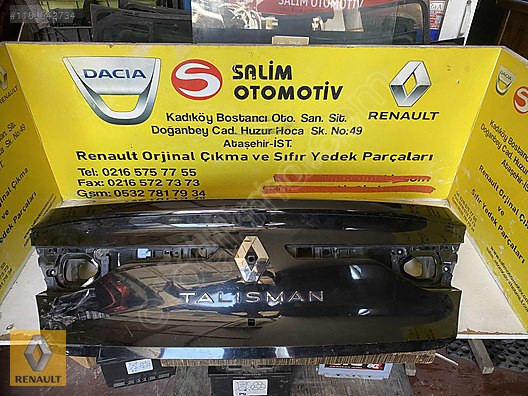 SALİM OTOMOTİV
DACIA
S
SALİM
OTOMOTİV
RENAULT
Kadıköy Bostancı Oto. San. Sit.
Doğanbey Cad. Huzur Hoca Sk. No:49
Ataşehir-İST.
Renault Orjinal Çıkma ve Sıfır Yedek Parçaları
Tel: 0216 575 77 55
Fax: 0216 572 73 73
Gsm: 0532 781 79 34
TALISMAN
RENAULT